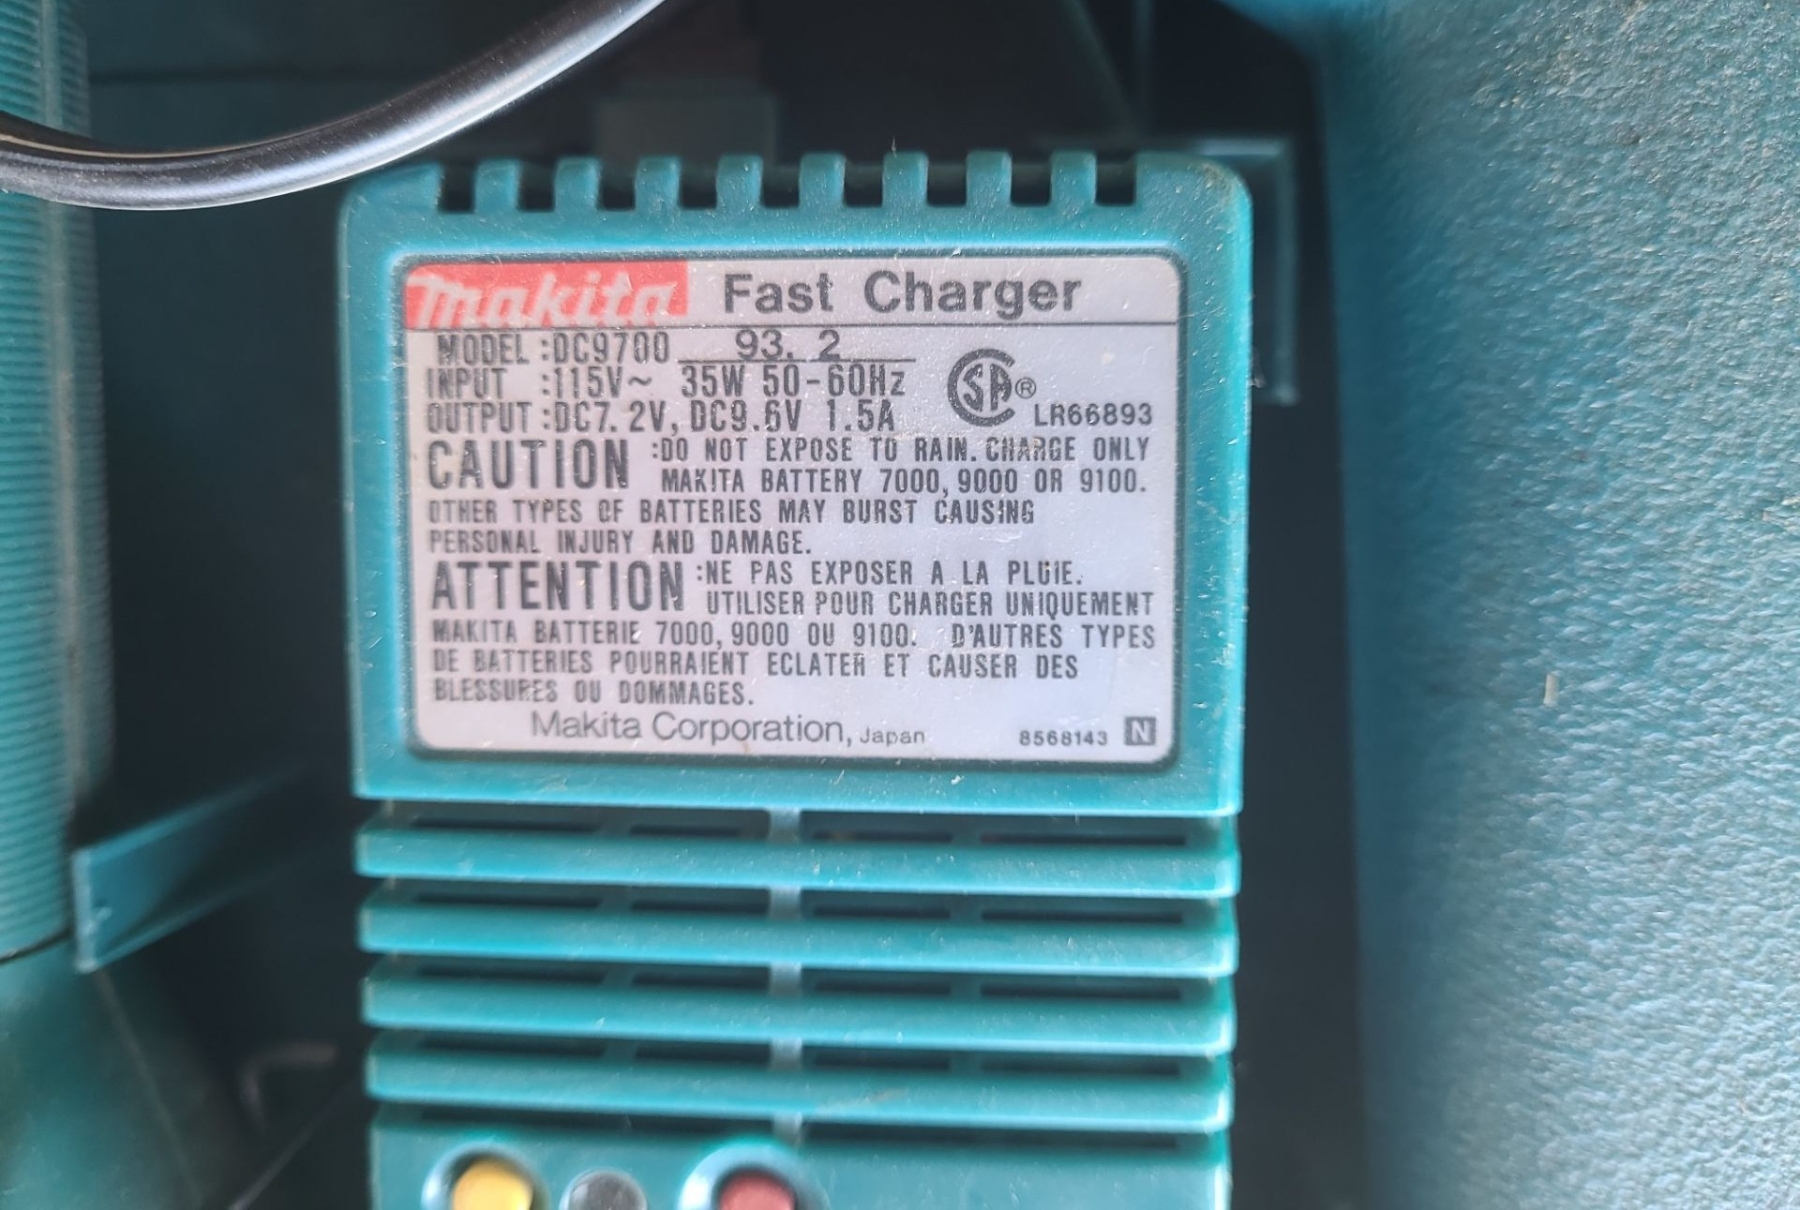 makita Fast Charger
MODEL :DC9700 93. 2
INPUT :115V~ 35W 50-60Hz
OUTPUT :DC7.2V, DC9.6V 1.5A
SA® LR66893
CAUTION :DO NOT EXPOSE TO RAIN. CHARGE ONLY
MAKITA BATTERY 7000, 9000 OR 9100.
OTHER TYPES OF BATTERIES MAY BURST CAUSING
PERSONAL INJURY AND DAMAGE.
ATTENTION :NE PAS EXPOSER A LA PLUIE.
UTILISER POUR CHARGER UNIQUEMENT
MAKITA BATTERIE 7000, 9000 OU 9100. D'AUTRES TYPES
DE BATTERIES POURRAIENT ECLATER ET CAUSER DES
BLESSURES OU DOMMAGES.
Makita Corporation, Japan 8568143 N